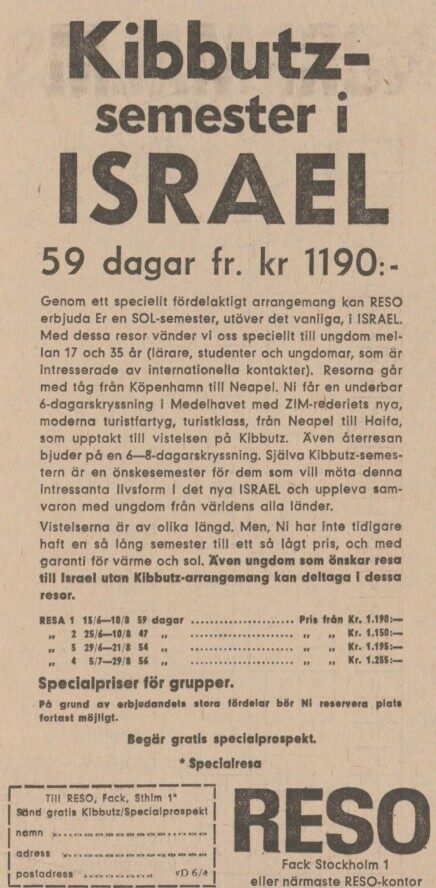 Kibbutz-
semester i
ISRAEL
59 dagar fr. kr 1190:-
Genom ett speciellt fördelaktigt arrangemang kan RESO
erbjuda Er en SOL-semester, utöver det vanliga, i ISRAEL.
Med dessa resor vänder vi oss speciellt till ungdom mel-
lan 17 och 35 år (lärare, studenter och ungdomar, som är
intresserade av internationella kontakter). Resorna går
med tåg från Köpenhamn till Neapel. Ni får en underbar
6-dagarskryssning i Medelhavet med ZIM-rederiets nya,
moderna turistfartyg, turistklass, från Neapel till Haifa,
som upptakt till vistelsen på Kibbutz. Även återresan
bjuder på en 6—8-dagarskryssning. Själva Kibbutz-semes-
tern är en önskesemester för dem som vill möta denna
intressanta livsform i det nya ISRAEL och uppleva sam-
varon med ungdom från världens alla länder.
Vistelserna är av olika längd. Men, Ni har inte tidigare
haft en så lång semester till ett så lågt pris, och med
garanti för värme och sol. Även ungdom som önskar resa
till Israel utan Kibbutz-arrangemang kan deltaga i dessa
resor.
RESA 1 13/6—10/8 59 dagar ..................... Pris från Kr. 1.190:—
„ 2 25/6—10/8 47 „ ..................... „ „ Kr. 1.150:—
„ 3 29/6—21/8 54 „ ..................... „ „ Kr. 1.195:—
„ 4 5/7—29/8 56 „ ..................... „ „ Kr. 1.255:—
Specialpriser för grupper.
På grund av erbjudandets stora fördelar bör Ni reservera plats
fortast möjligt.
Begär gratis specialprospekt.
* Specialresa
Till RESO, Fack, Sthlm 1*
Sänd gratis Kibbutz/Specialprospekt
namn
adress
postadress vD 6/4
RESO
Fack Stockholm 1
eller närmaste RESO-kontor